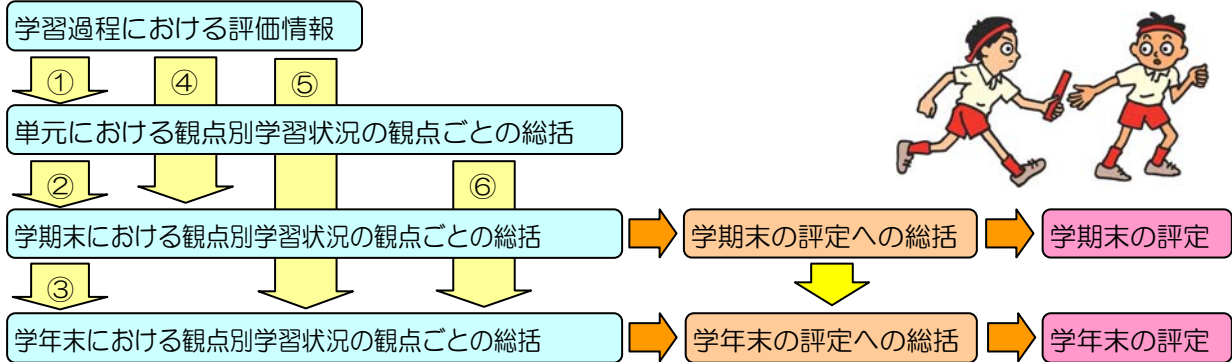 学習過程における評価情報
① ④ ⑤
単元における観点別学習状況の観点ごとの総括
② ⑥
学期末における観点別学習状況の観点ごとの総括 学期末の評定への総括 学期末の評定
③
学年末における観点別学習状況の観点ごとの総括 学年末の評定への総括 学年末の評定